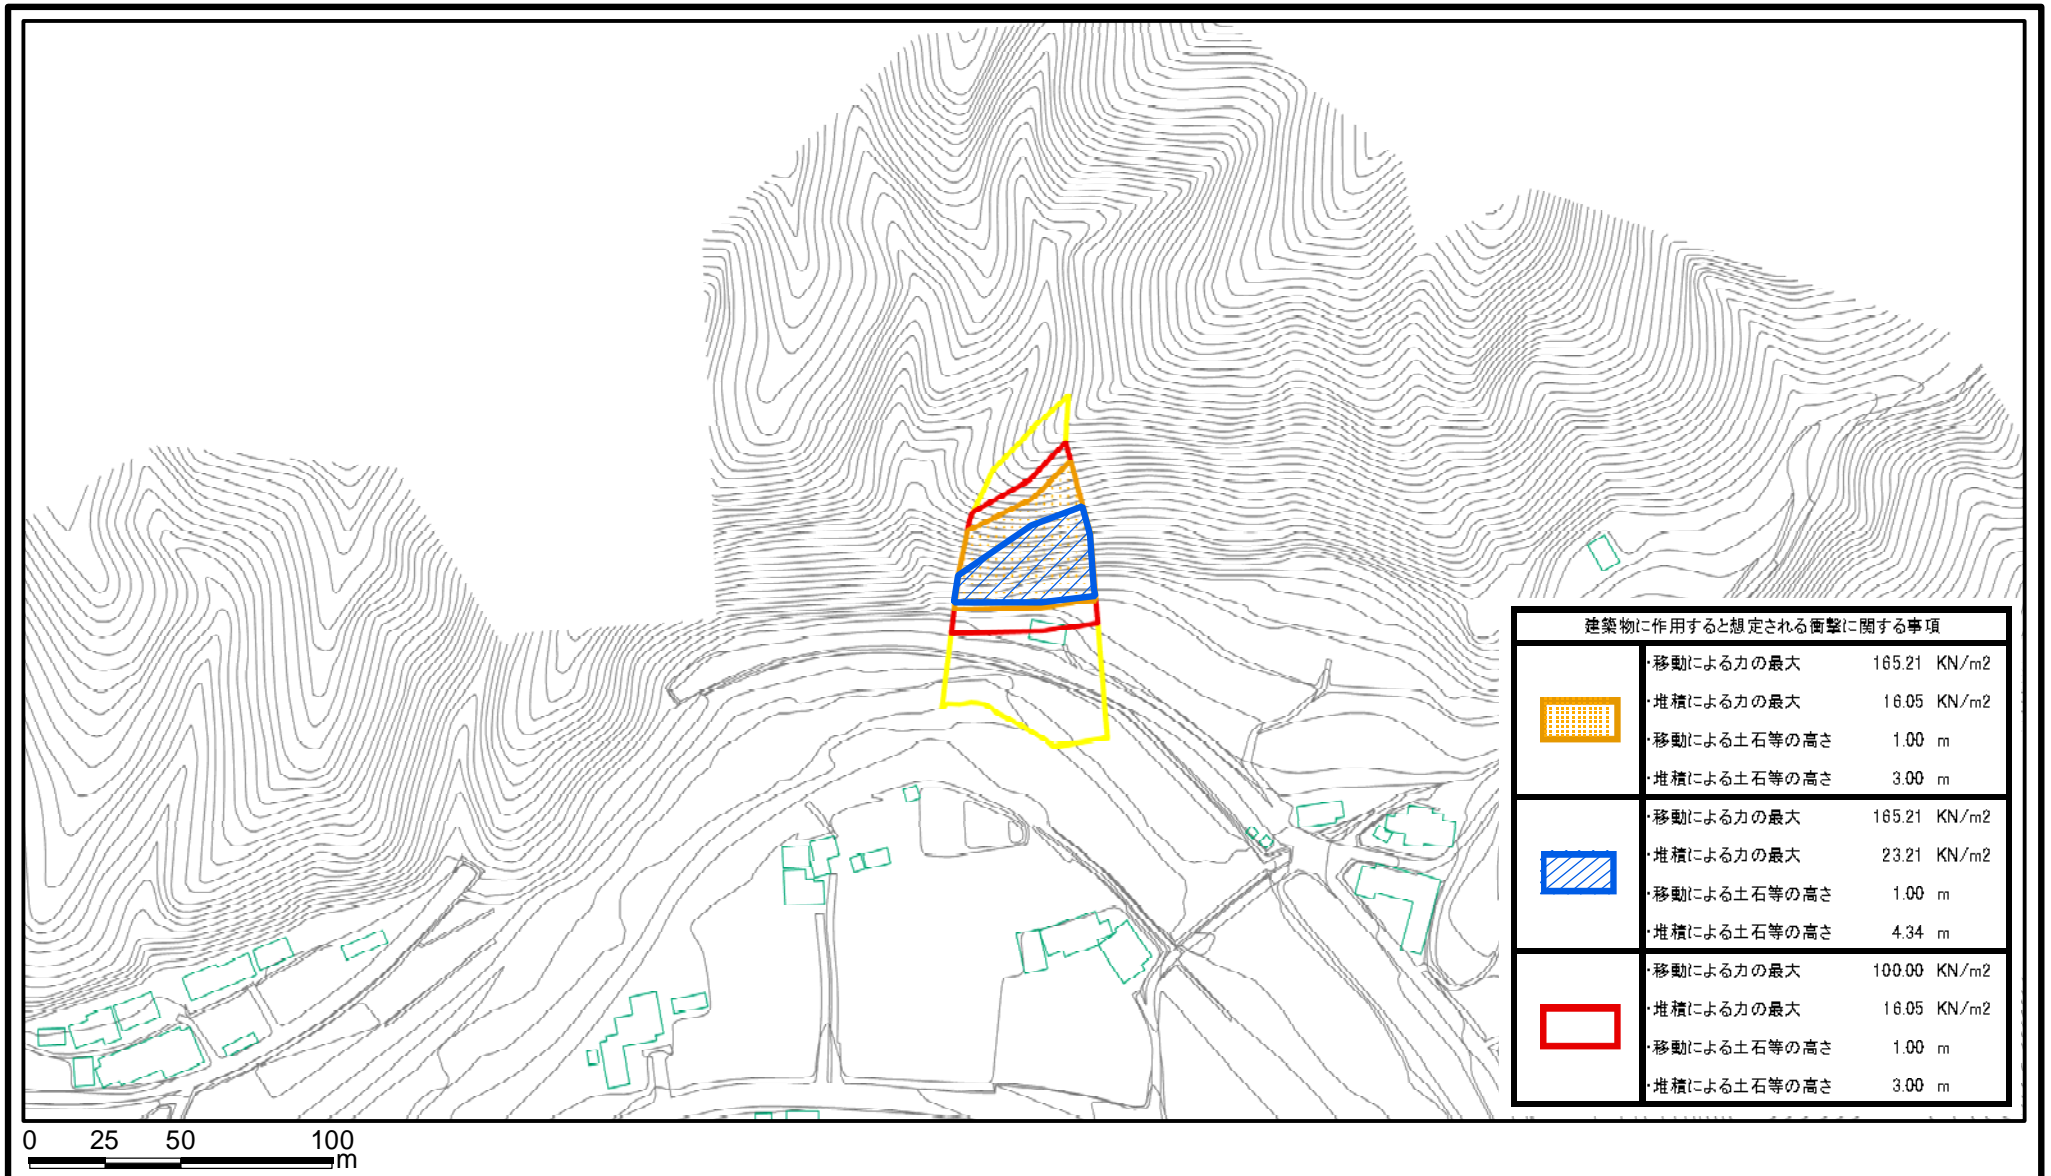 建築物に作用すると想定される衝撃に関する事項
・移動による力の最大 165.21 KN/m2
・堆積による力の最大 16.05 KN/m2
・移動による土石等の高さ 1.00 m
・堆積による土石等の高さ 3.00 m
・移動による力の最大 165.21 KN/m2
・堆積による力の最大 23.21 KN/m2
・移動による土石等の高さ 1.00 m
・堆積による土石等の高さ 4.34 m
・移動による力の最大 100.00 KN/m2
・堆積による力の最大 16.05 KN/m2
・移動による土石等の高さ 1.00 m
・堆積による土石等の高さ 3.00 m
0 25 50 100
m